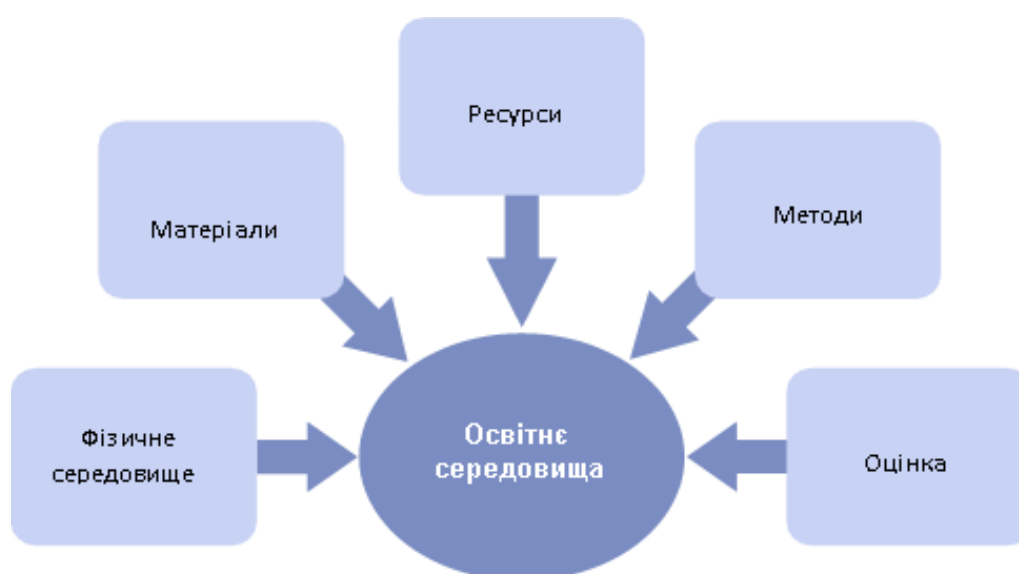 Ресурси
Матеріали
Методи
Фізичне
середовище
Освітнє
середовища
Оцінка